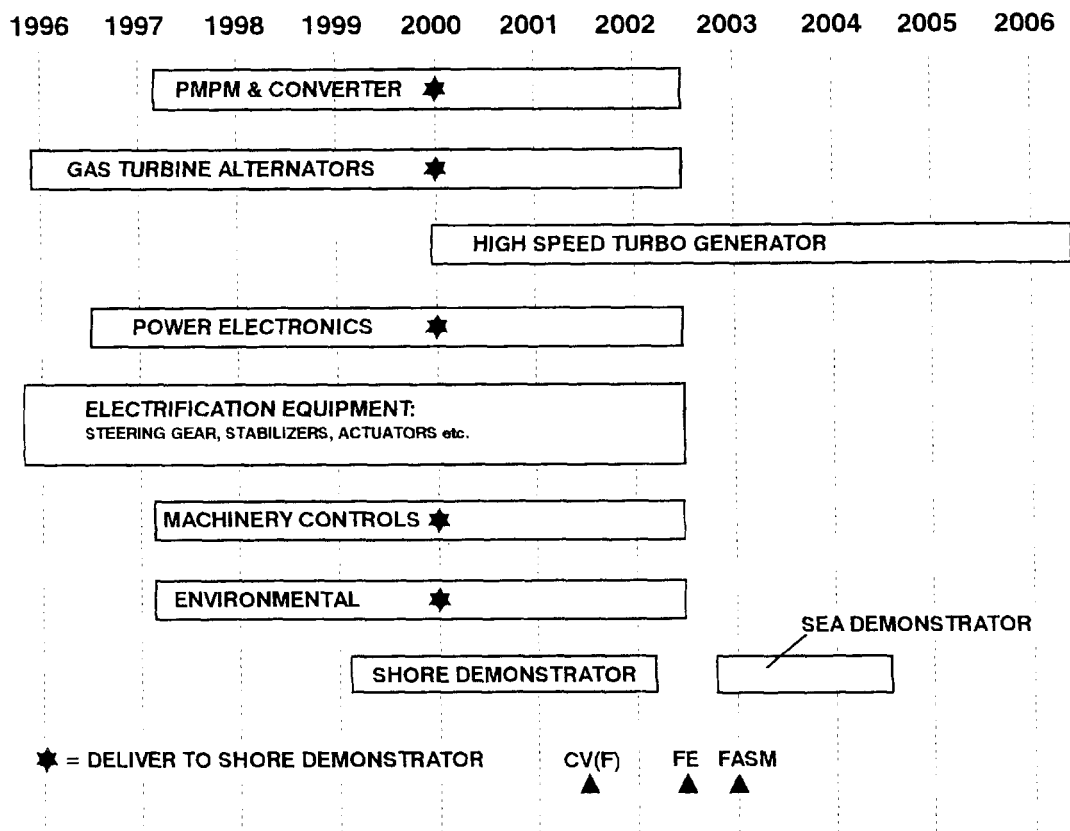 1996 1997 1998 1999 2000 2001 2002 2003 2004 2005 2006
PMPM & CONVERTER
GAS TURBINE ALTERNATORS
HIGH SPEED TURBO GENERATOR
POWER ELECTRONICS
ELECTRIFICATION EQUIPMENT:
STEERING GEAR, STABILIZERS, ACTUATORS etc.
MACHINERY CONTROLS
ENVIRONMENTAL
SEA DEMONSTRATOR
SHORE DEMONSTRATOR
= DELIVER TO SHORE DEMONSTRATOR
CV(F) FE FASM